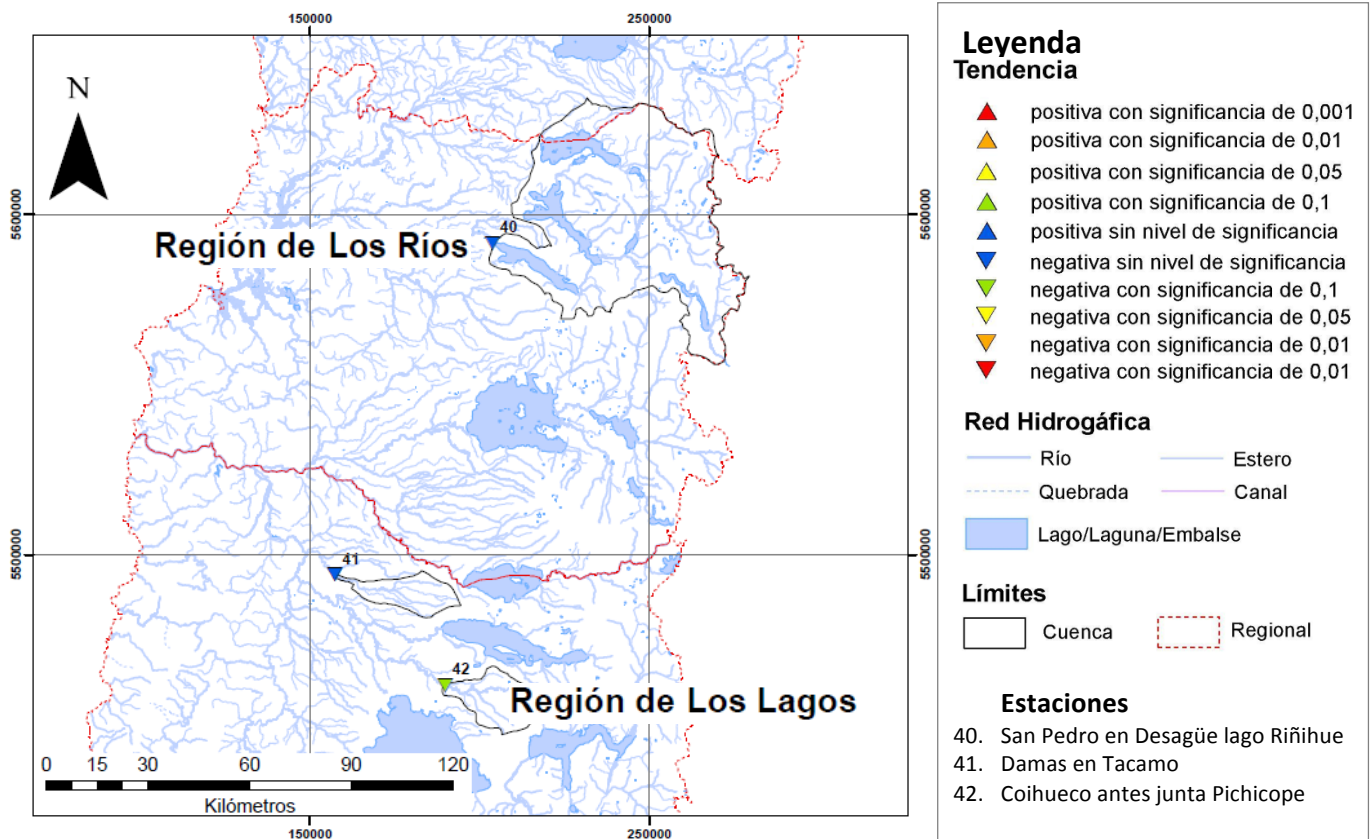 150000
250000
N
5600000
5600000
40
Región de Los Ríos
5500000
5500000
41
42
Región de Los Lagos
0 15 30 60 90 120
Kilómetros
150000
250000
Leyenda
Tendencia
positiva con significancia de 0,001
positiva con significancia de 0,01
positiva con significancia de 0,05
positiva con significancia de 0,1
positiva sin nivel de significancia
negativa sin nivel de significancia
negativa con significancia de 0,1
negativa con significancia de 0,05
negativa con significancia de 0,01
negativa con significancia de 0,01
Red Hidrogáfica
Río
Estero
Quebrada
Canal
Lago/Laguna/Embalse
Límites
Cuenca
Regional
Estaciones
40. San Pedro en Desagüe lago Riñihue
41. Damas en Tacamo
42. Coihueco antes junta Pichicope